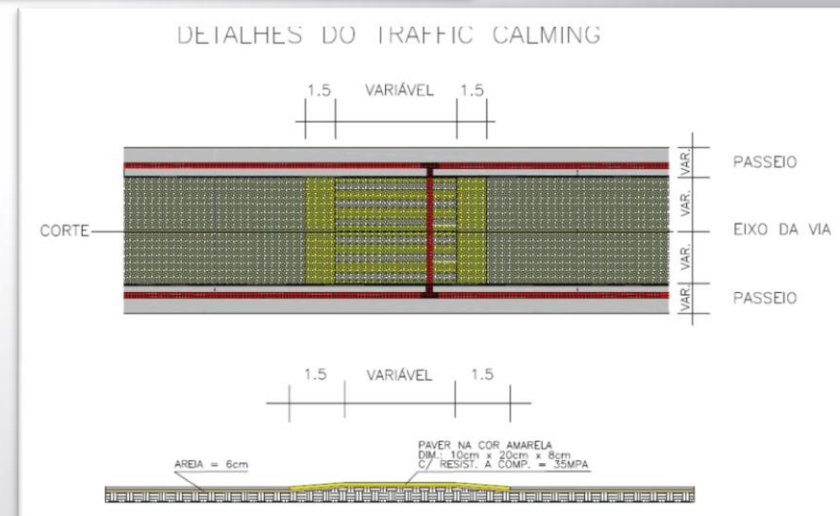 DETALHES DO TRAFFIC CALMING
1.5 VARIÁVEL 1.5
VAR. PASSEIO
VAR.
CORTE EIXO DA VIA
VAR.
VAR. PASSEIO
1.5 VARIÁVEL 1.5
AREIA = 6cm
PAVER NA COR AMARELA
DIM.: 10cm x 20cm x 8cm
C/ RESIST. A COMP. = 35MPA